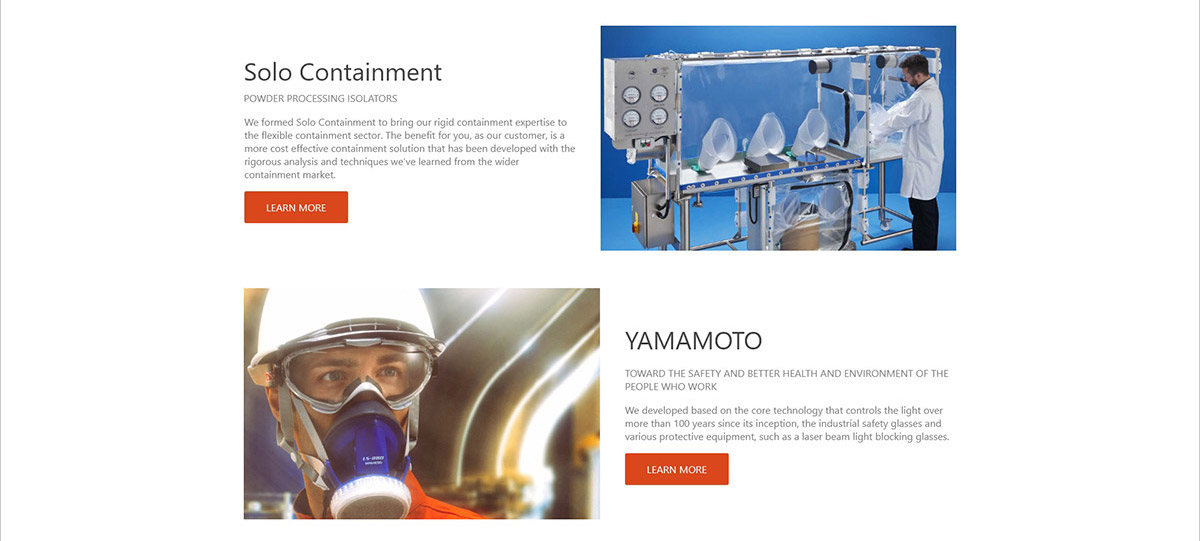 Solo Containment
POWDER PROCESSING ISOLATORS
We formed Solo Containment to bring our rigid containment expertise to
the flexible containment sector. The benefit for you, as our customer, is a
more cost effective containment solution that has been developed with the
rigorous analysis and techniques we've learned from the wider
containment market.
LEARN MORE
YAMAMOTO
TOWARD THE SAFETY AND BETTER HEALTH AND ENVIRONMENT OF THE
PEOPLE WHO WORK
We developed based on the core technology that controls the light over
more than 100 years since its inception, the industrial safety glasses and
various protective equipment, such as a laser beam light blocking glasses.
LEARN MORE